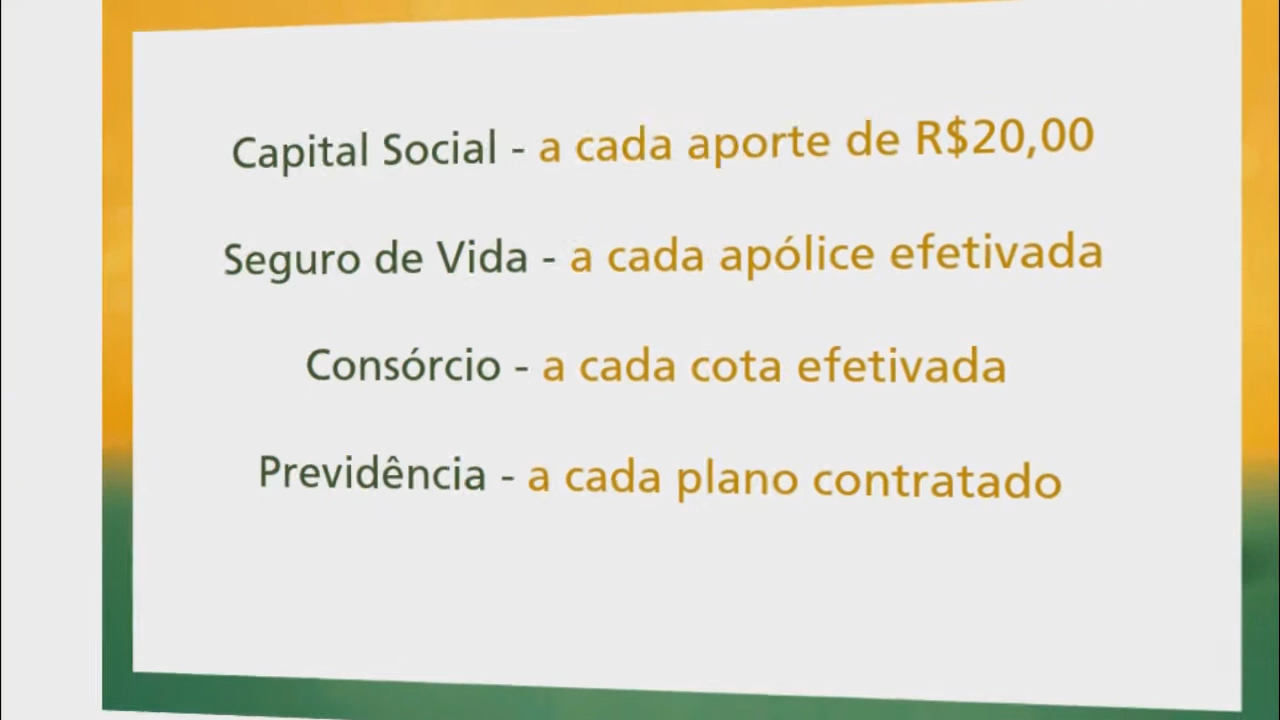 Capital Social - a cada aporte de R$20,00
Seguro de Vida - a cada apólice efetivada
Consórcio - a cada cota efetivada
Previdência - a cada plano contratado